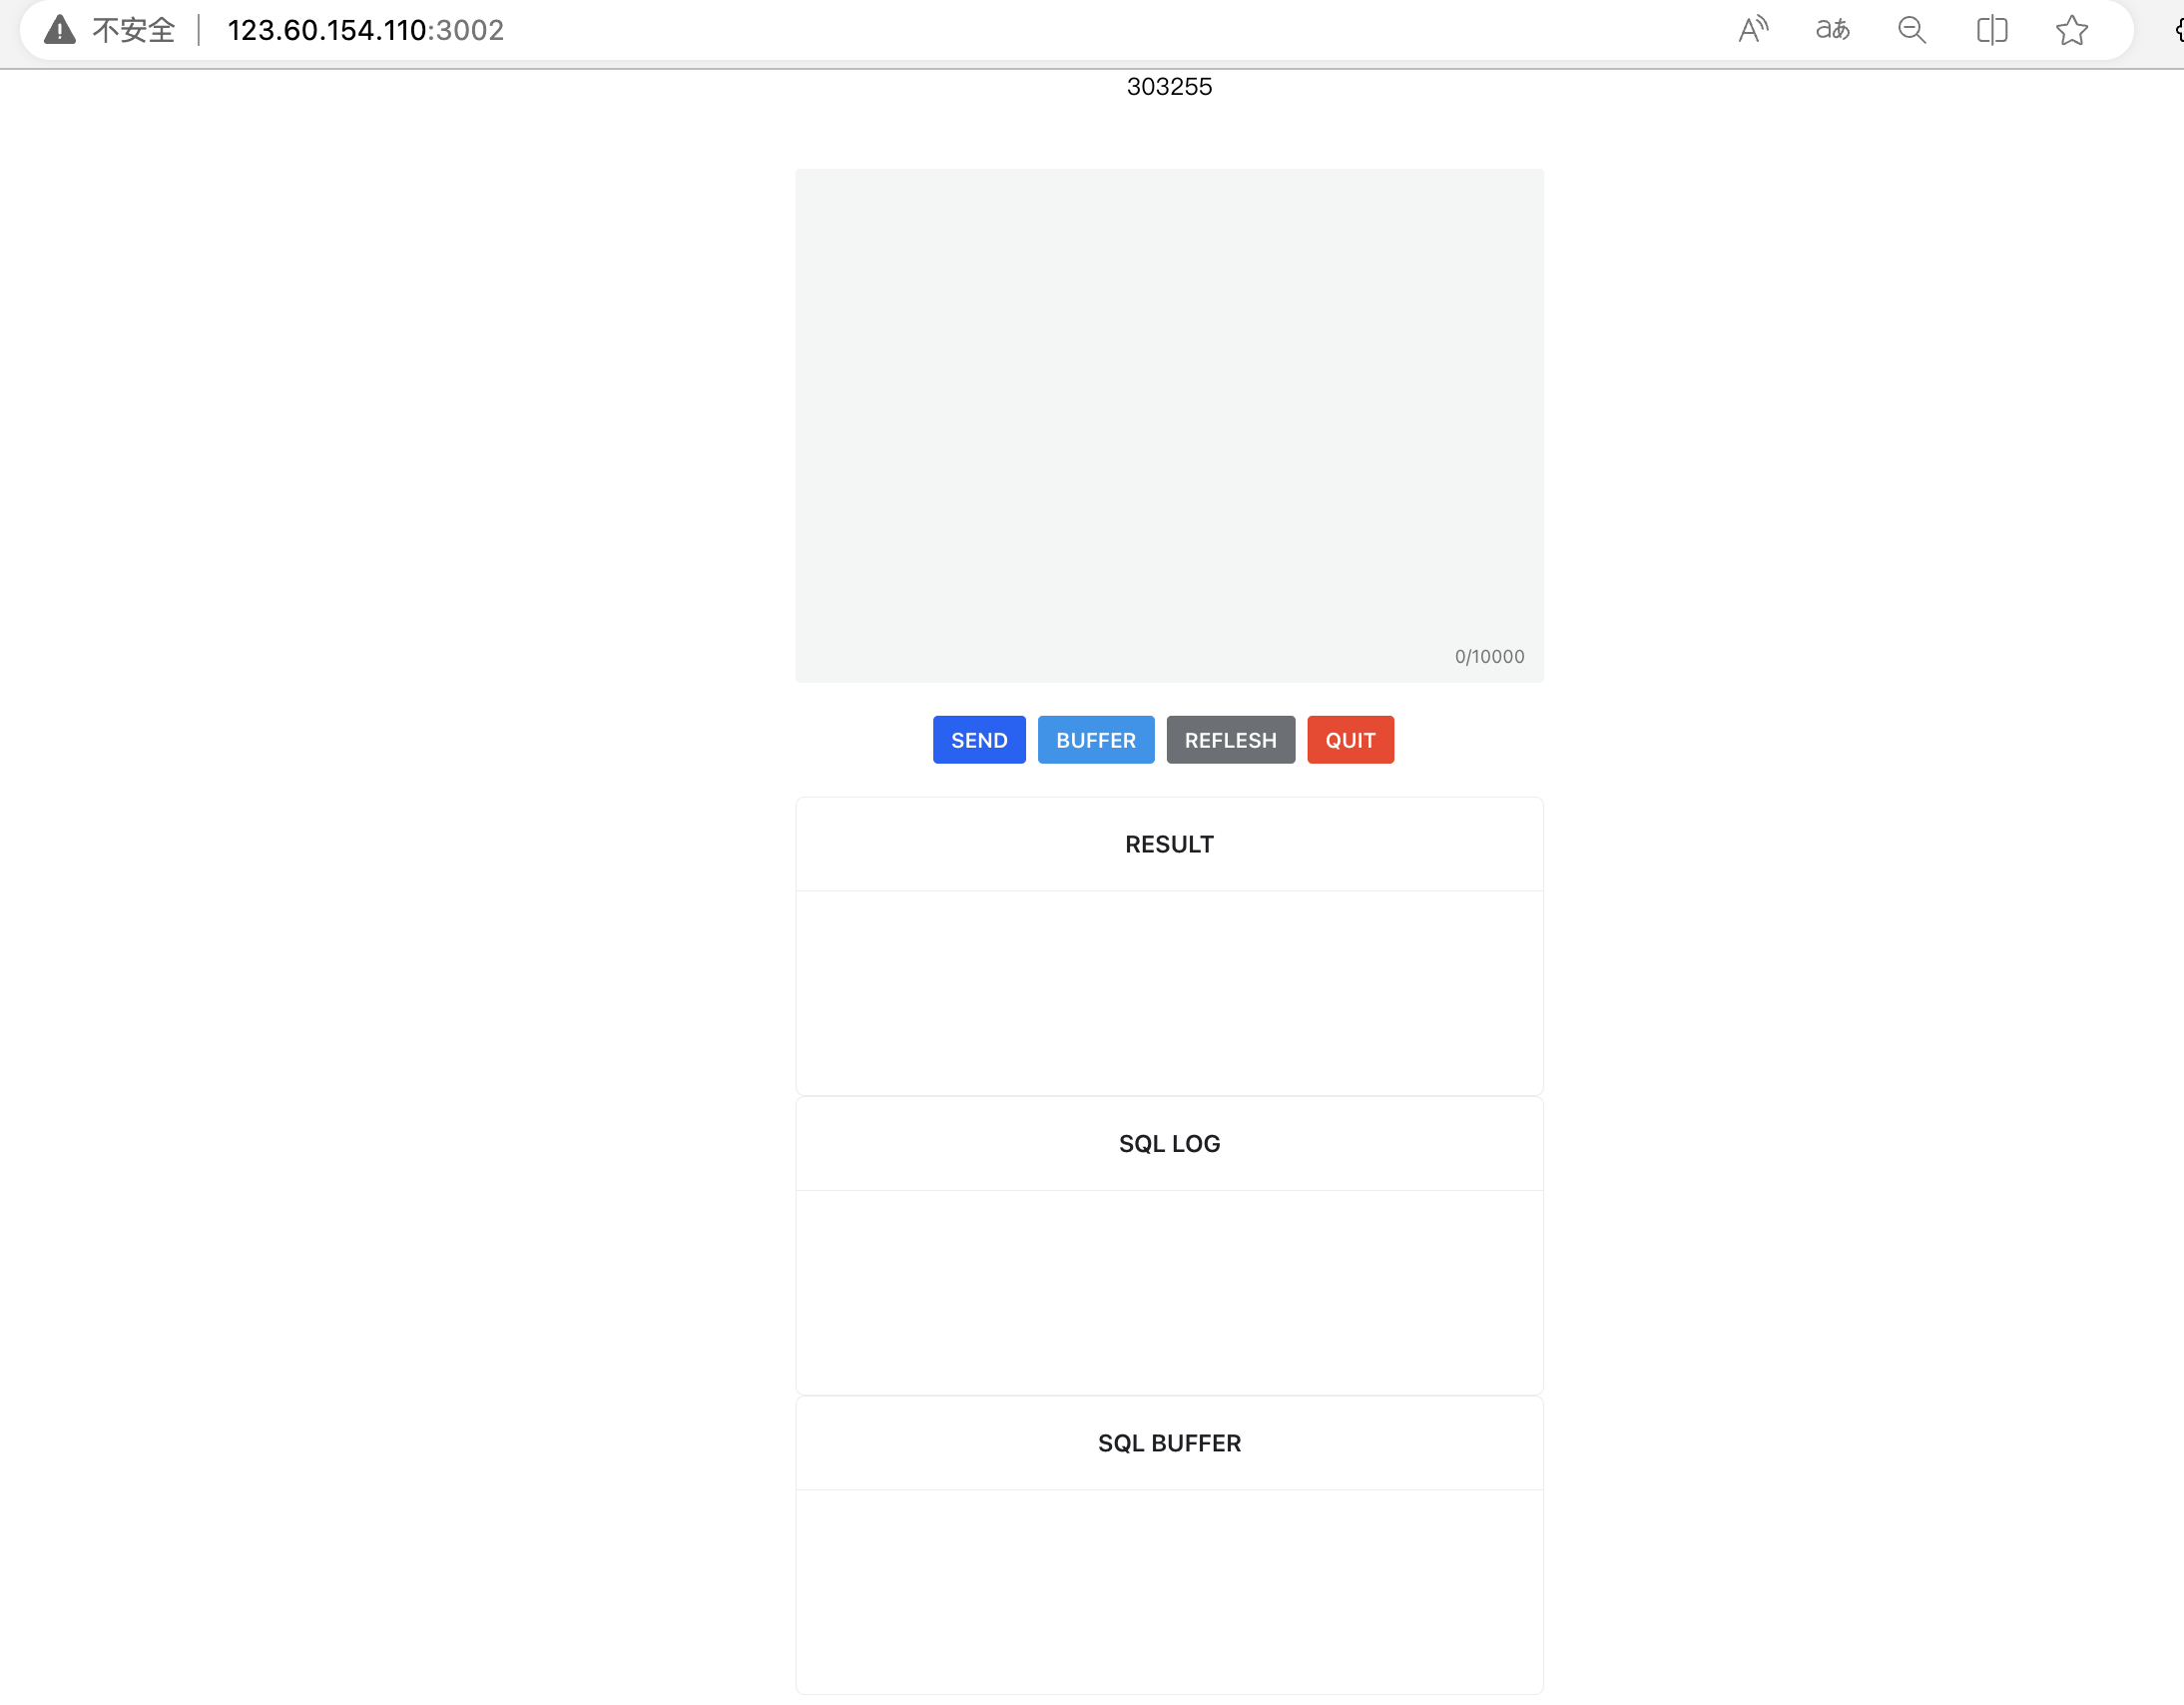 不安全 123.60.154.110:3002
303255
0/10000
SEND BUFFER REFLESH QUIT
RESULT
SQL LOG
SQL BUFFER